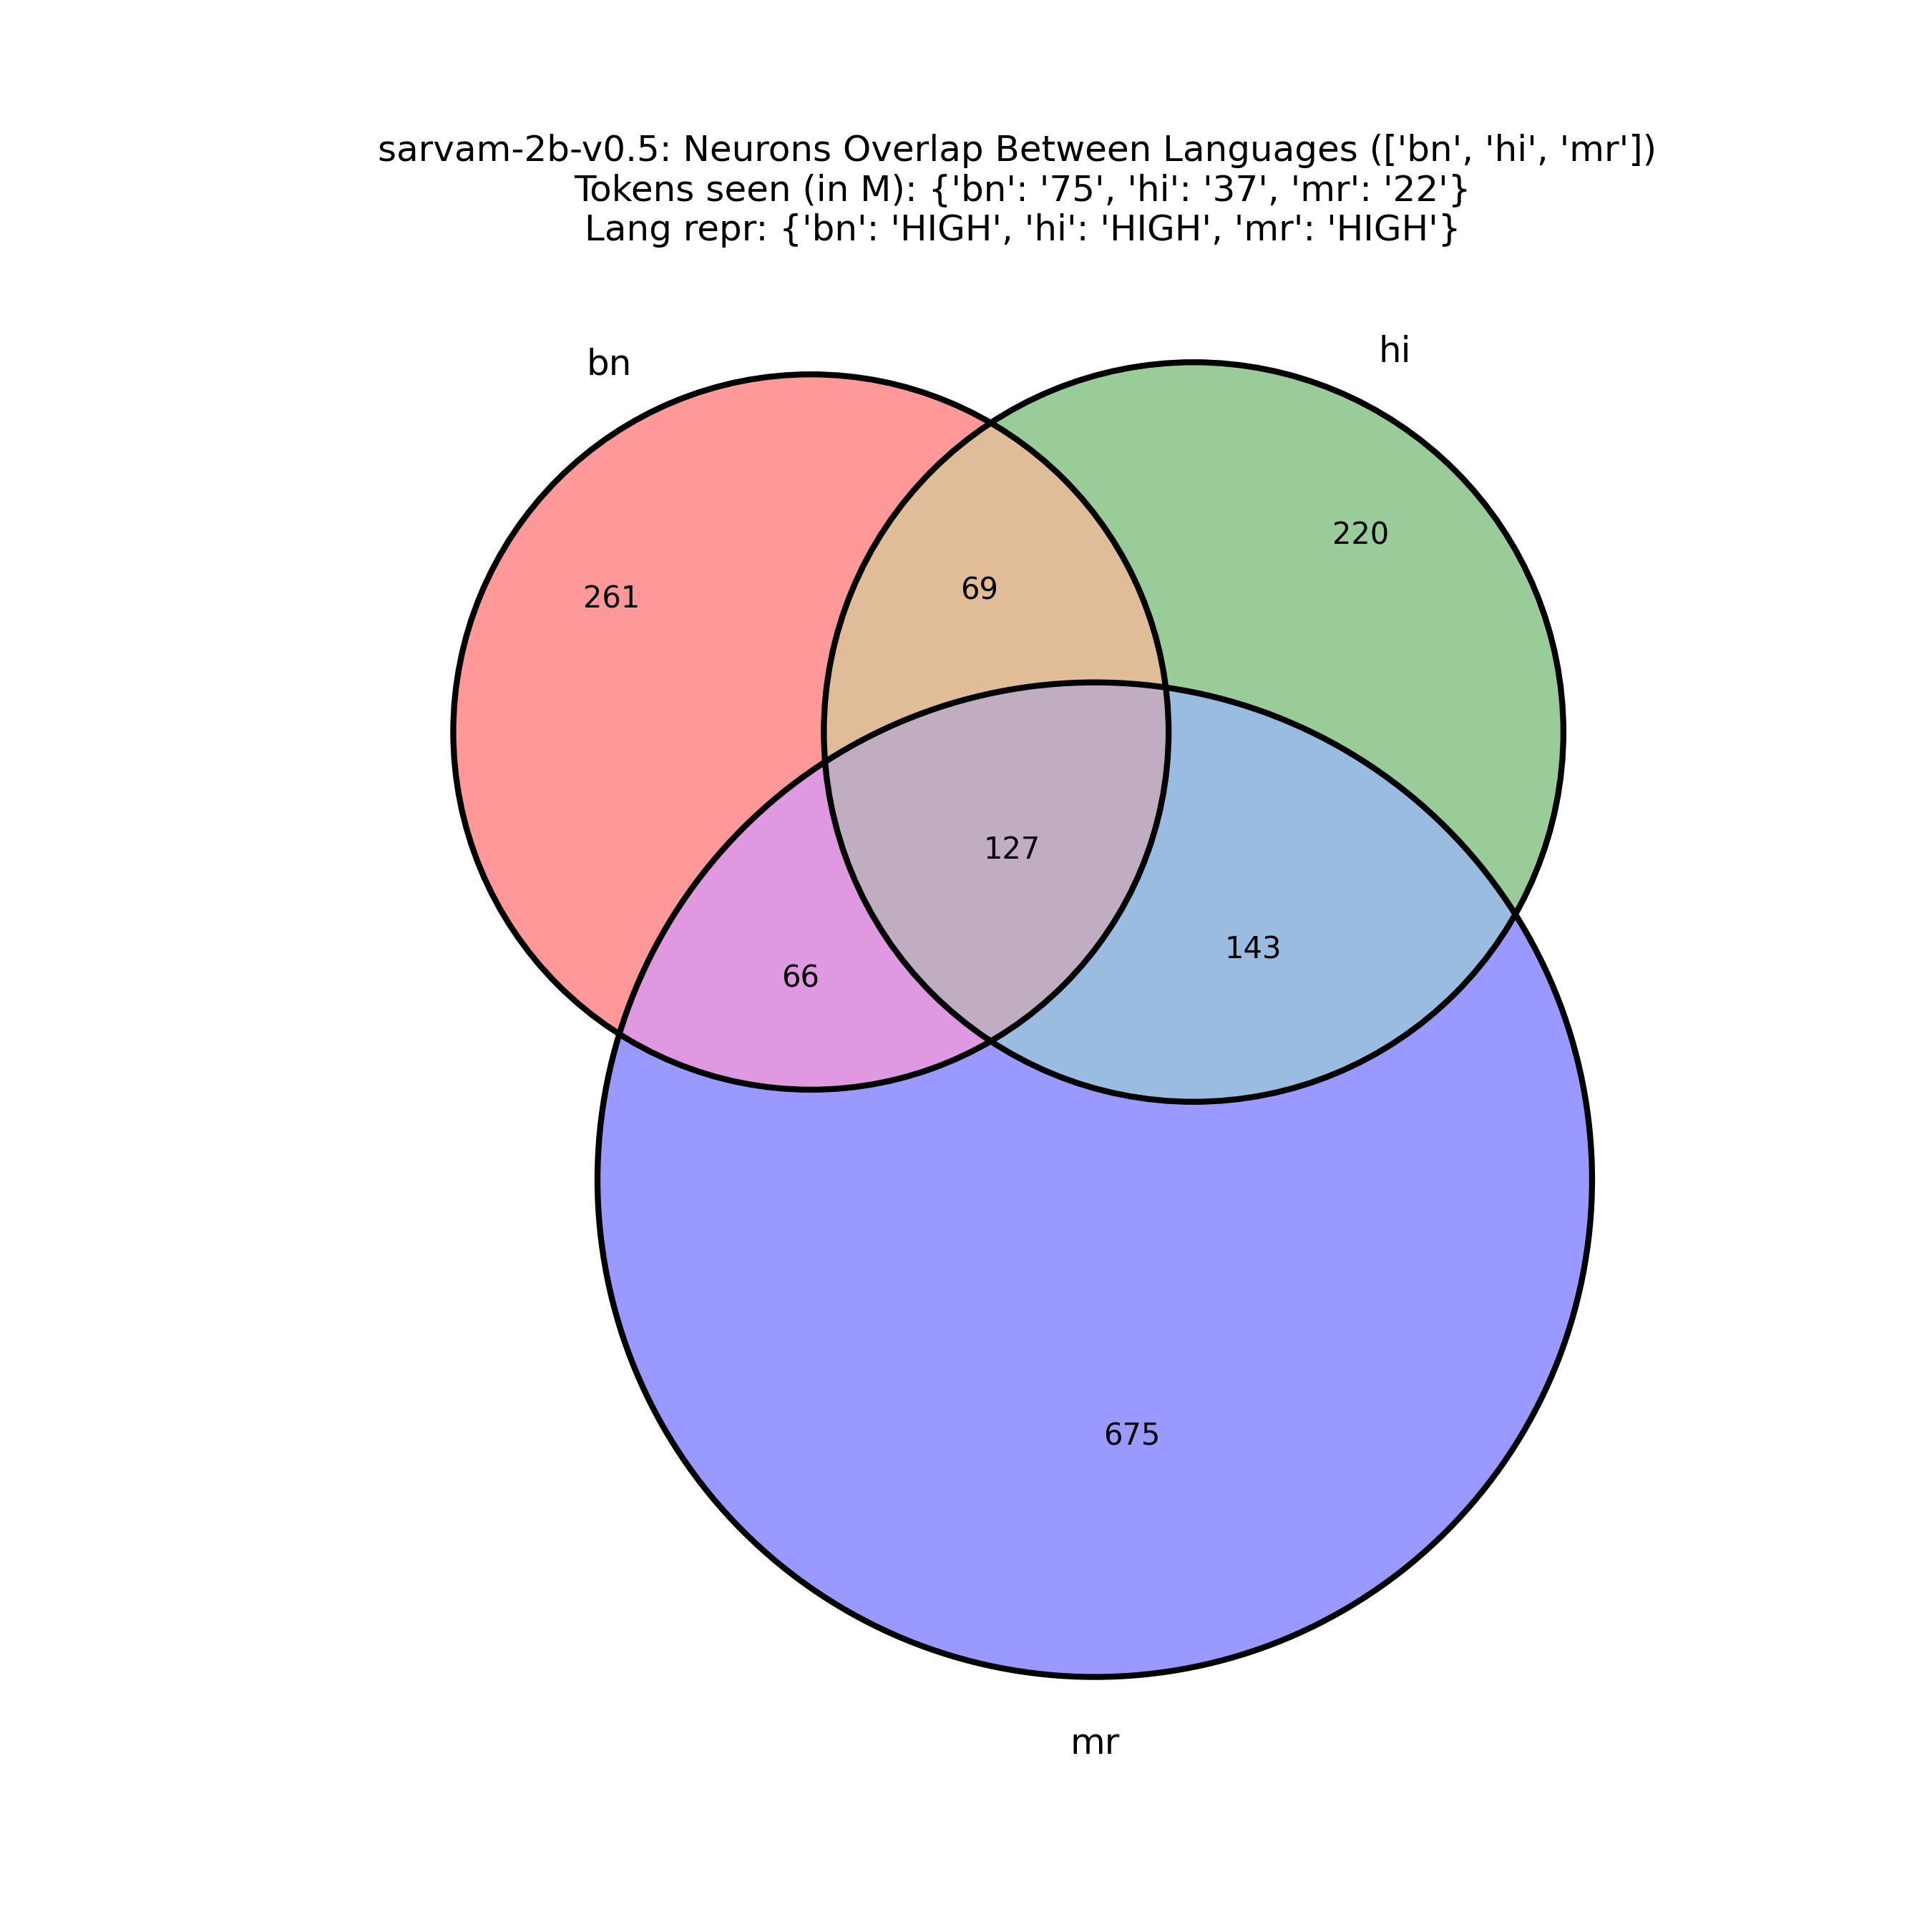 sarvam-2b-v0.5: Neurons Overlap Between Languages (['bn', 'hi', 'mr'])
Tokens seen (in M): {'bn': '75', 'hi': '37', 'mr': '22'}
Lang repr: {'bn': 'HIGH', 'hi': 'HIGH', 'mr': 'HIGH'}
bn
hi
261
69
220
127
66
143
675
mr